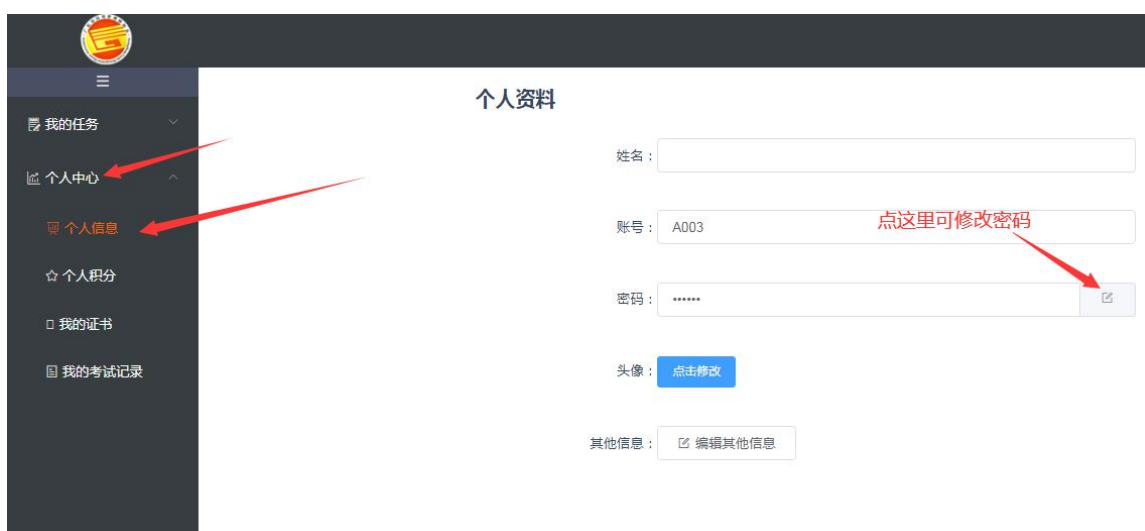 个人资料
我的任务
姓名：
个人中心
个人信息
账号： A003
点这里可修改密码
个人积分
密码： ••••••
我的证书
头像： 点击修改
我的考试记录
其他信息： 编辑其他信息